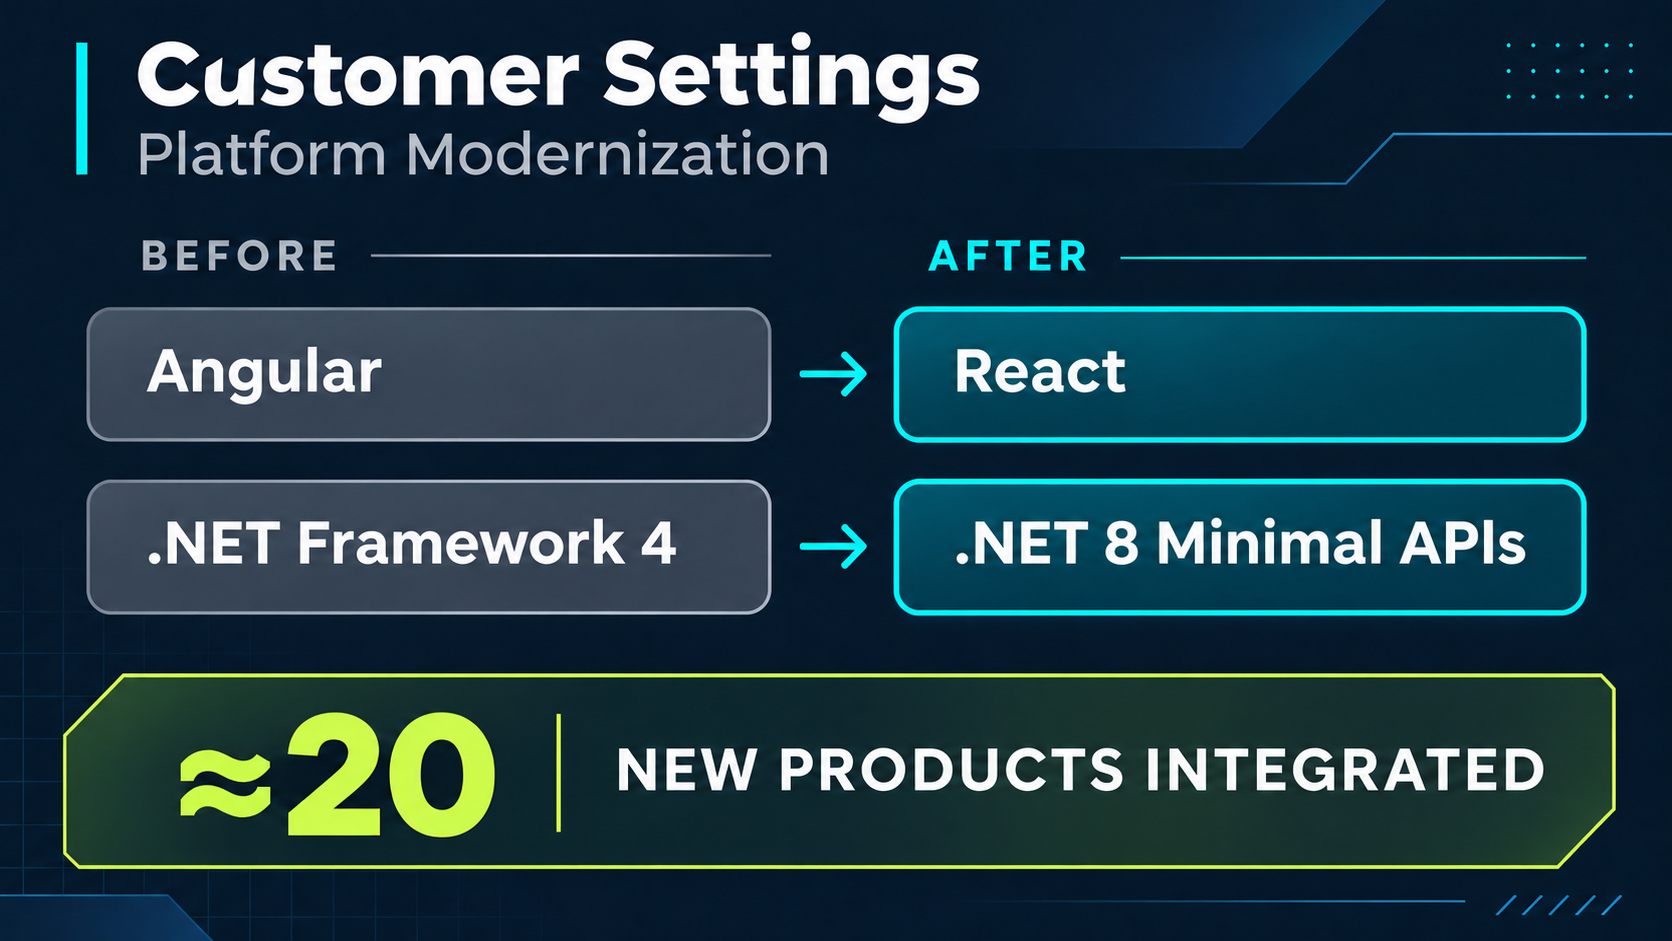 Customer Settings
Platform Modernization
BEFORE
AFTER
Angular
React
.NET Framework 4
.NET 8 Minimal APIs
≈20
NEW PRODUCTS INTEGRATED